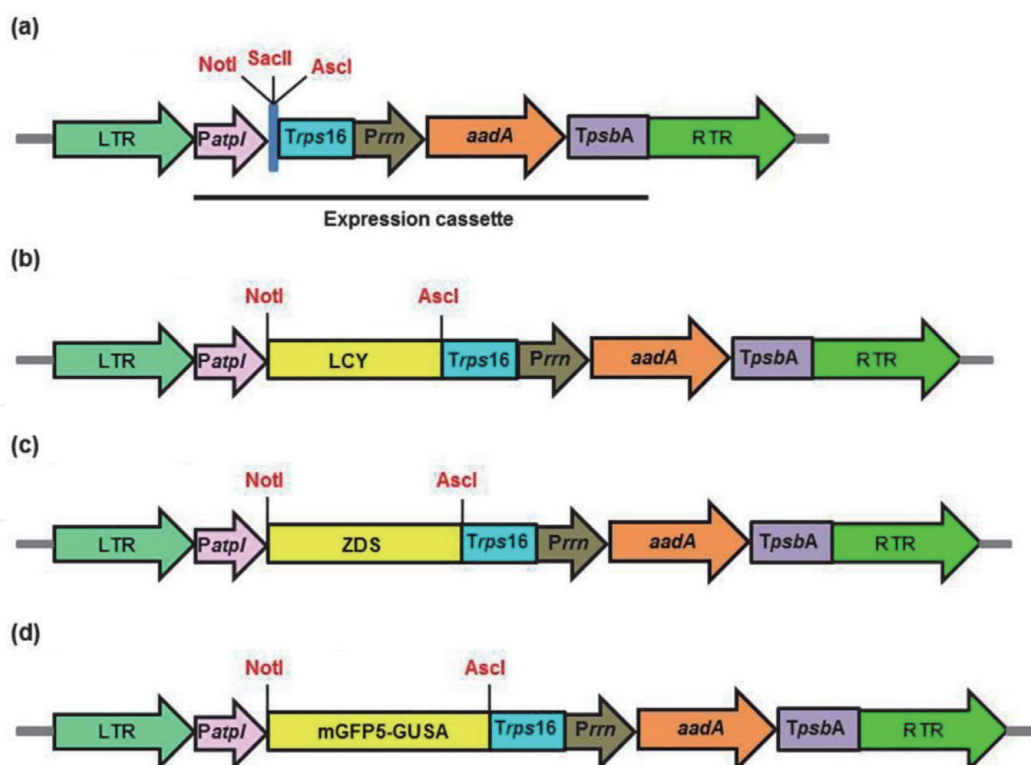 (a)
NotI SacII AscI
LTR PatpI Trps16 Prrn aadA TpsbA RTR
Expression cassette
(b)
NotI AscI
LTR PatpI LCY Trps16 Prrn aadA TpsbA RTR
(c)
NotI AscI
LTR PatpI ZDS Trps16 Prrn aadA TpsbA RTR
(d)
NotI AscI
LTR PatpI mGFP5-GUSA Trps16 Prrn aadA TpsbA RTR